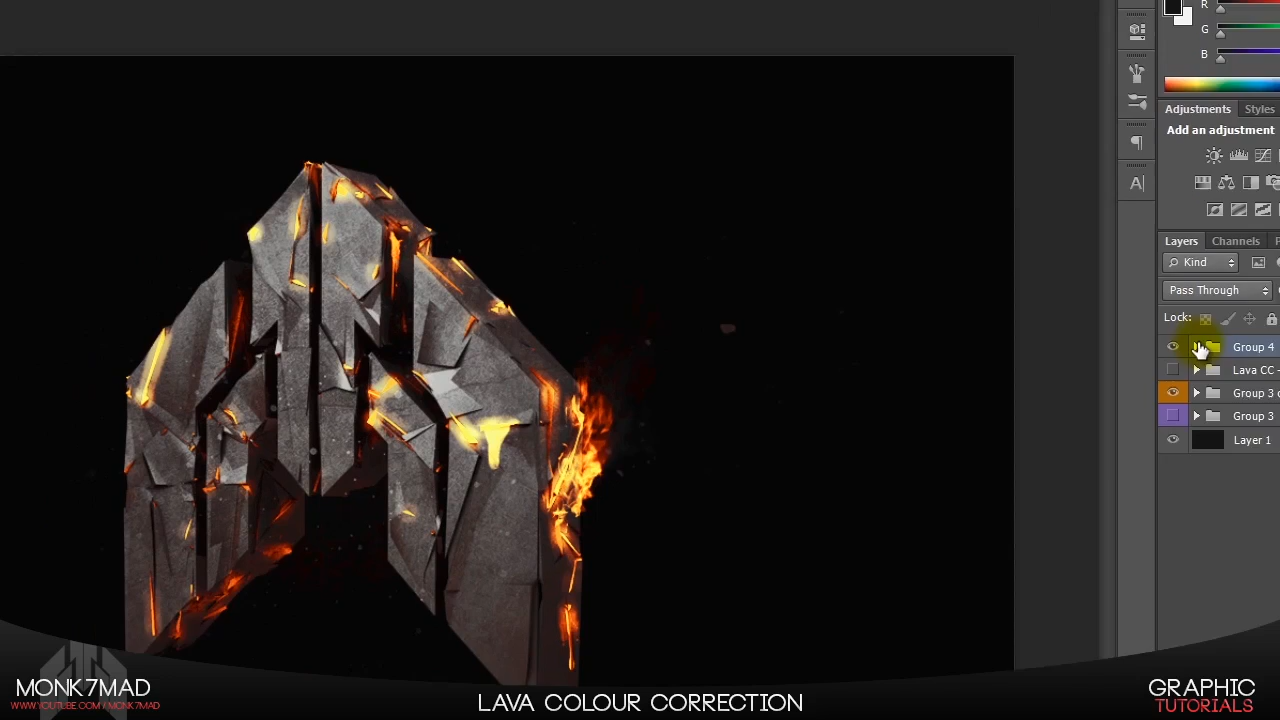 R
G
B
Adjustments Styles
Add an adjustment
Layers Channels
Kind
Pass Through
Lock:
Group 4
Lava CC -
Group 3
Group 3
Layer 1
MONK7MAD
WWW.YOUTUBE.COM / MONK7MAD
LAVA COLOUR CORRECTION
GRAPHIC
TUTORIALS